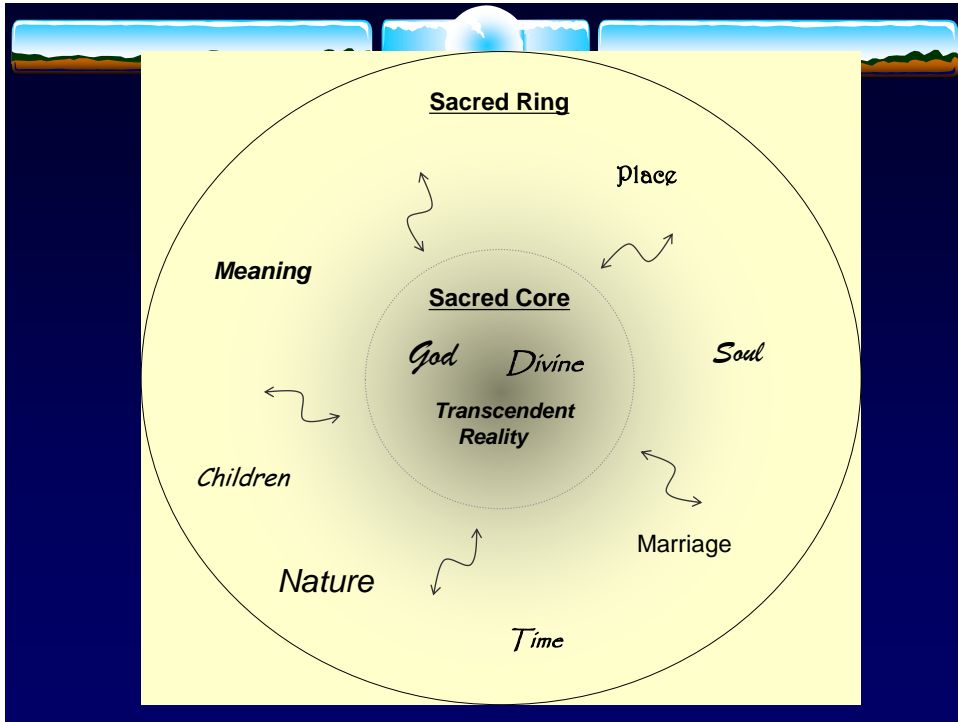 Sacred Ring
Place
Meaning
Sacred Core
God Divine
Soul
Transcendent
Reality
Children
Marriage
Nature
Time